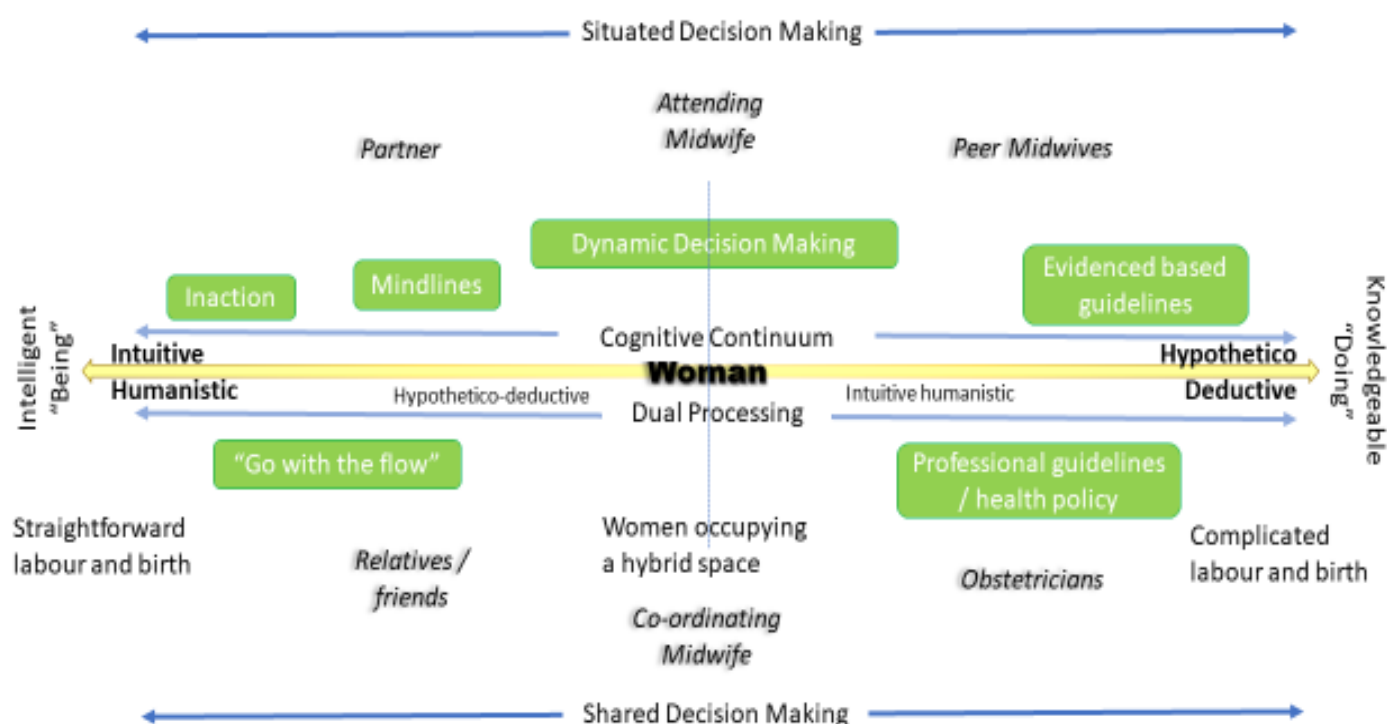 Situated Decision Making
Attending
Midwife
Partner
Peer Midwives
Dynamic Decision Making
Evidenced based
guidelines
Mindlines
Inaction
Cognitive Continuum
Intelligent
"Being"
Intuitive
Humanistic
Woman
Hypothetico
Deductive
Knowledgeable
"Doing"
Hypothetico-deductive
Intuitive humanistic
Dual Processing
"Go with the flow"
Professional guidelines
/ health policy
Straightforward
labour and birth
Women occupying
a hybrid space
Complicated
labour and birth
Relatives /
friends
Obstetricians
Co-ordinating
Midwife
Shared Decision Making